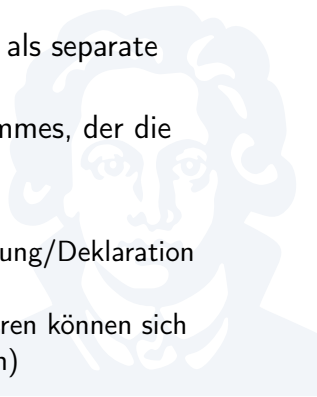 als separate
mmes, der die
ung/Deklaration
ren können sich
n)